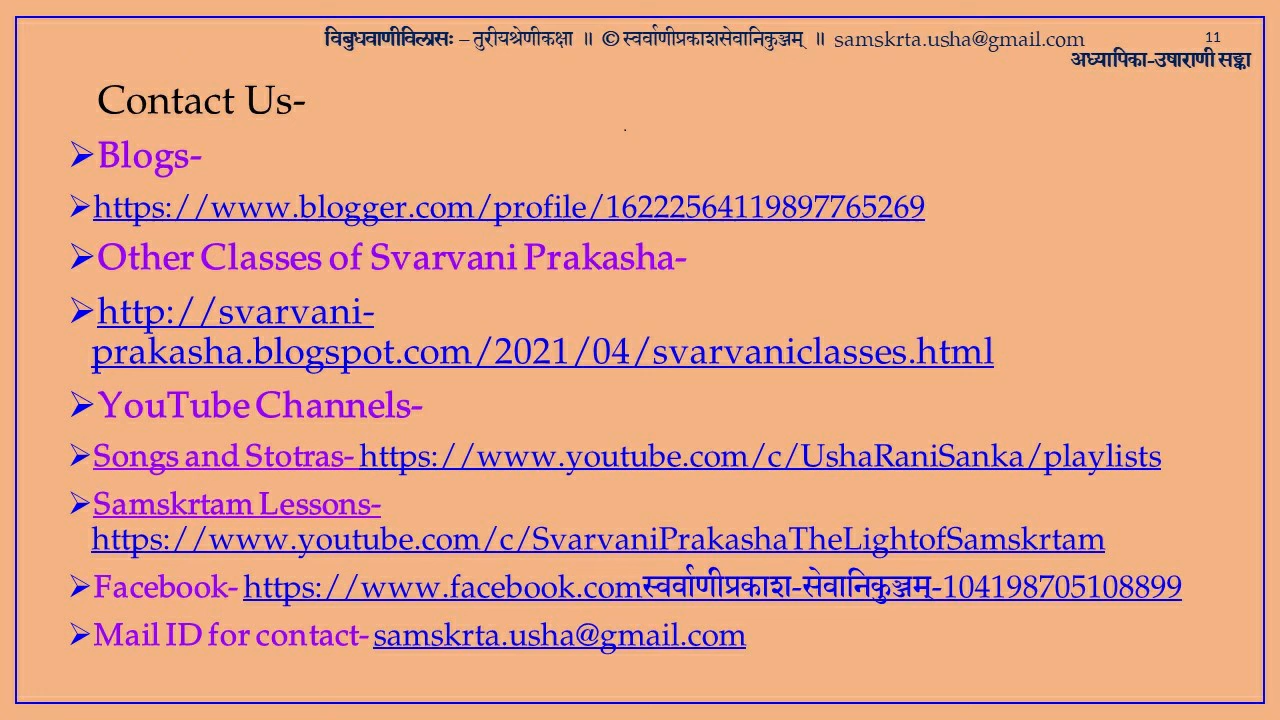 विबुधवाणीविलासः – तुरीयश्रेणीकक्षा ॥ © स्वर्वाणीप्रकाशसेवानिकुञ्जम् ॥ samskrta.usha@gmail.com 11
अध्यापिका-उषाराणी सङ्का
Contact Us-
.
➢Blogs-
➢https://www.blogger.com/profile/16222564119897765269
➢Other Classes of Svarvani Prakasha-
➢http://svarvani-
prakasha.blogspot.com/2021/04/svarvaniclasses.html
➢YouTube Channels-
➢Songs and Stotras- https://www.youtube.com/c/UshaRaniSanka/playlists
➢Samskrtam Lessons-
https://www.youtube.com/c/SvarvaniPrakashaTheLightofSamskrtam
➢Facebook- https://www.facebook.comस्वर्वाणीप्रकाश-सेवानिकुञ्जम्-104198705108899
➢Mail ID for contact- samskrta.usha@gmail.com